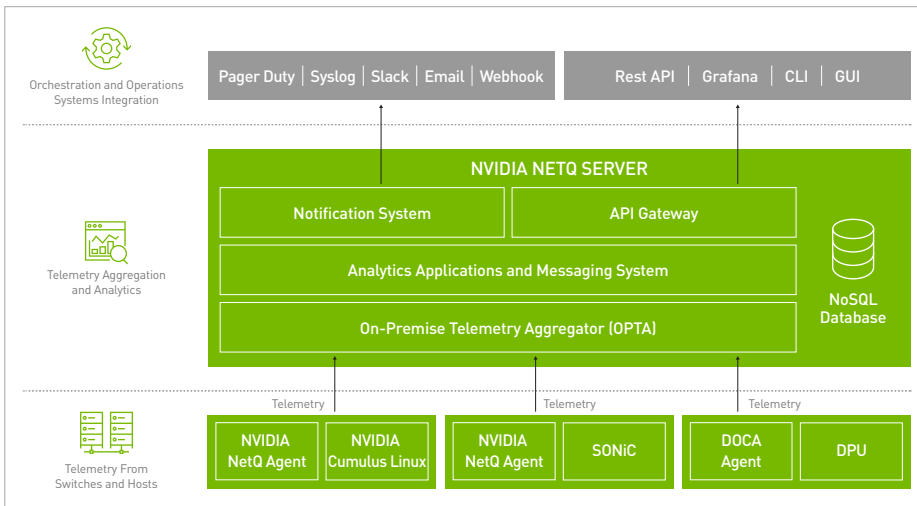 Orchestration and Operations
Systems Integration
Pager Duty | Syslog | Slack | Email | Webhook
Rest API | Grafana | CLI | GUI
Telemetry Aggregation
and Analytics
NVIDIA NETQ SERVER
Notification System
API Gateway
Analytics Applications and Messaging System
On-Premise Telemetry Aggregator (OPTA)
NoSQL
Database
Telemetry From
Switches and Hosts
Telemetry
Telemetry
Telemetry
NVIDIA
NetQ Agent
NVIDIA
Cumulus Linux
NVIDIA
NetQ Agent
SONiC
DOCA
Agent
DPU